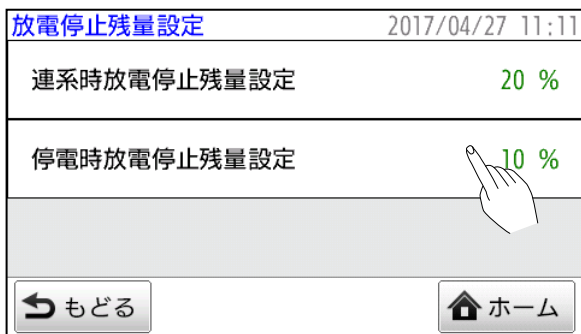 放電停止残量設定 2017/04/27 11:11
連系時放電停止残量設定 20 %
停電時放電停止残量設定 10 %
もどる ホーム